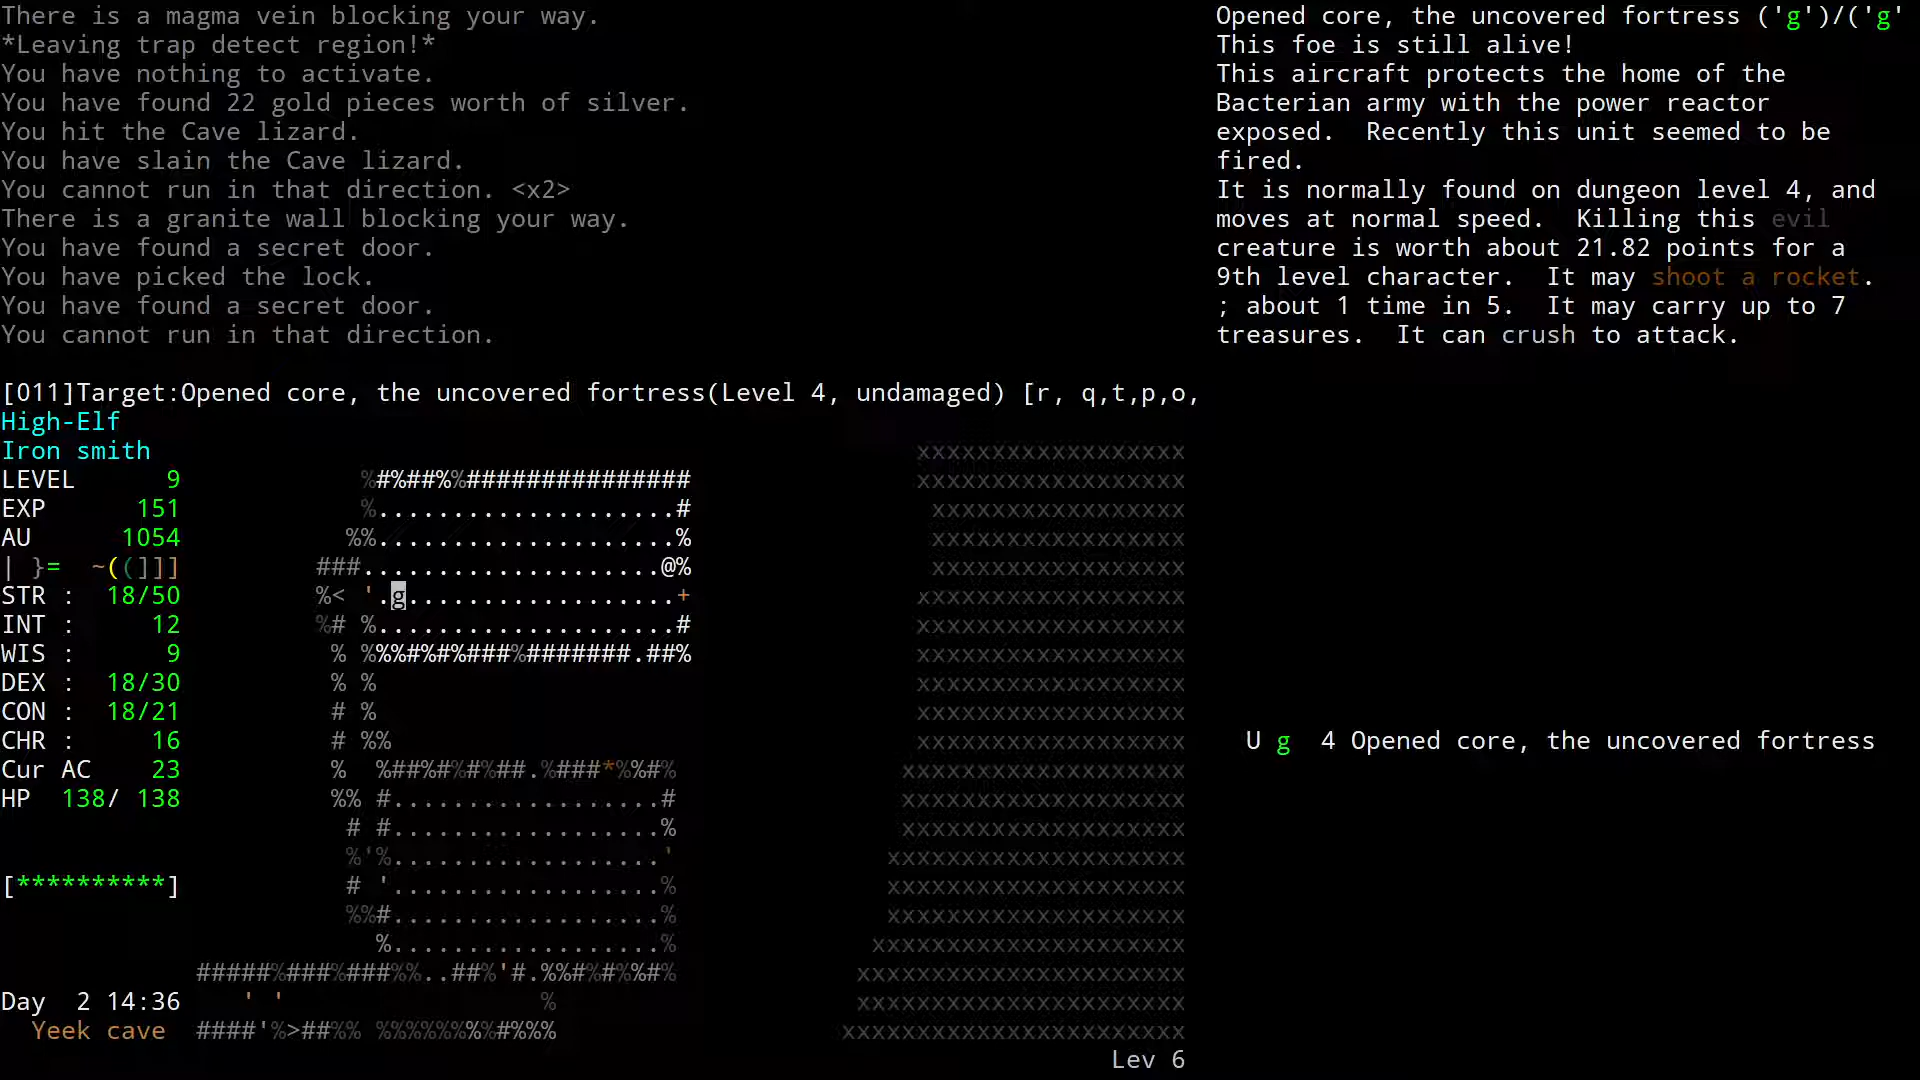 There is a magma vein blocking your way.
*Leaving trap detect region!*
You have nothing to activate.
You have found 22 gold pieces worth of silver.
You hit the Cave lizard.
You have slain the Cave lizard.
You cannot run in that direction. <x2>
There is a granite wall blocking your way.
You have found a secret door.
You have picked the lock.
You have found a secret door.
You cannot run in that direction.
Opened core, the uncovered fortress ('g')/('g'
This foe is still alive!
This aircraft protects the home of the
Bacterian army with the power reactor
exposed.  Recently this unit seemed to be
fired.
It is normally found on dungeon level 4, and
moves at normal speed.  Killing this evil
creature is worth about 21.82 points for a
9th level character.  It may shoot a rocket.
; about 1 time in 5.  It may carry up to 7
treasures.  It can crush to attack.
[011]Target:Opened core, the uncovered fortress(Level 4, undamaged) [r, q,t,p,o,
High-Elf
Iron smith
LEVEL 9
EXP 151
AU 1054
| }= ~((]]]
STR : 18/50
INT : 12
WIS : 9
DEX : 18/30
CON : 18/21
CHR : 16
Cur AC 23
HP 138/ 138
[**********]
Day 2 14:36
Yeek cave
U g 4 Opened core, the uncovered fortress
Lev 6